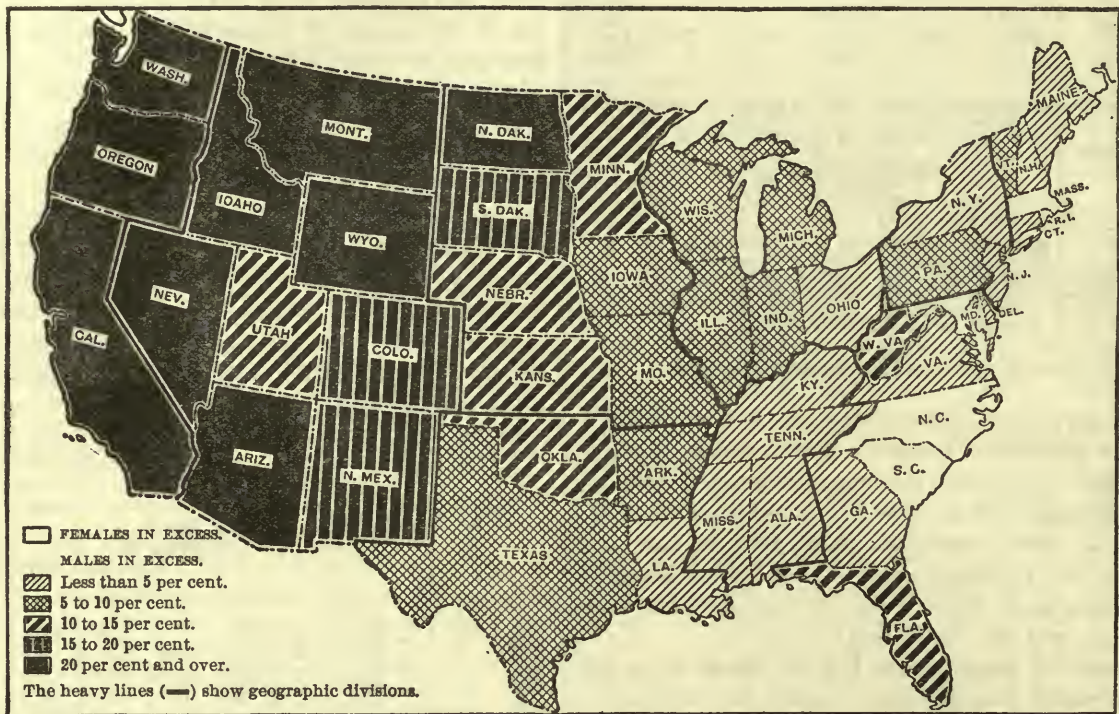 WASH.
MONT.
N. DAK.
MINN.
OREGON
IDAHO
S. DAK.
WIS.
MICH.
MAINE
VT.
N.H.
MASS.
N.Y.
R.I.
CT.
WYO.
NEBR.
IOWA
PA.
N.J.
NEV.
UTAH
CAL.
COLO.
KANS.
MO.
ILL.
IND.
OHIO
W. VA
MD.
DEL.
VA.
KY.
ARIZ.
N. MEX.
OKLA.
ARK.
TENN.
N.C.
S.C.
TEXAS
LA.
MISS.
ALA.
GA.
FLA.
FEMALES IN EXCESS.
MALES IN EXCESS.
Less than 5 per cent.
5 to 10 per cent.
10 to 15 per cent.
15 to 20 per cent.
20 per cent and over.
The heavy lines (—) show geographic divisions.